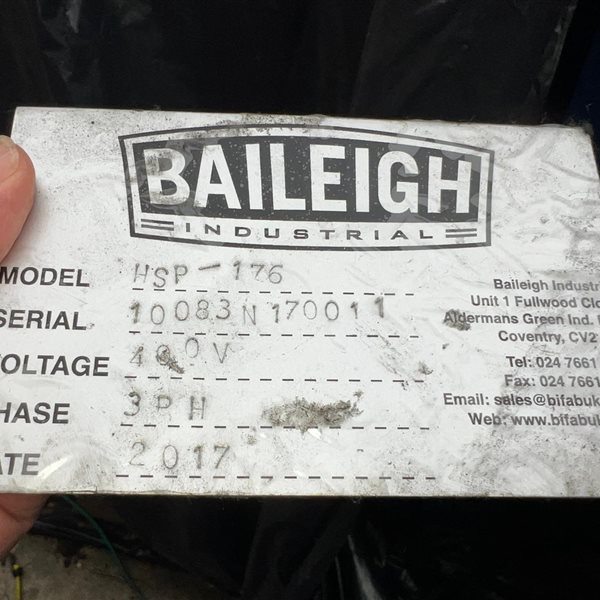 BAILEIGH
INDUSTRIAL
MODEL HSP-176
SERIAL 10083N170011
VOLTAGE 400V
PHASE 3PH
DATE 2017
Baileigh Industri
Unit 1 Fullwood Clo
Aldermans Green Ind.
Coventry, CV2
Tel: 024 7661
Fax: 024 7661
Email: sales@bifabuk
Web: www.bifabuk